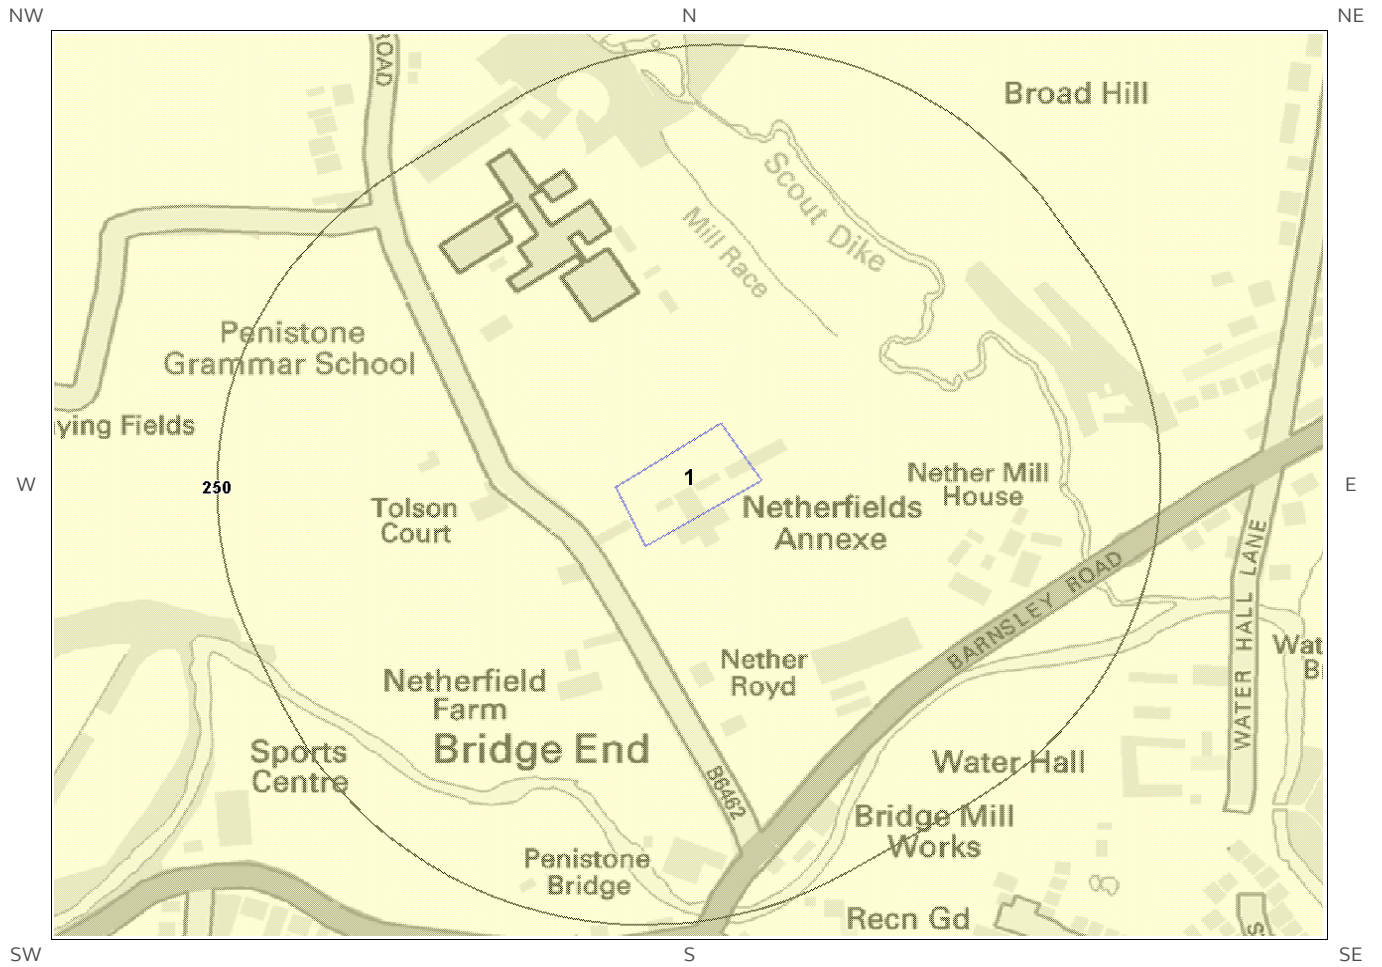 NW
N
NE
ROAD
Broad Hill
Scout Dike
Mill Race
Penistone
Grammar School
ying Fields
W
250
1
E
Tolson
Court
Netherfields
Annexe
Nether Mill
House
WATER HALL LANE
BARNSLEY ROAD
Nether
Royd
Wat
B
Netherfield
Farm
Bridge End
Sports
Centre
B6462
Water Hall
Bridge Mill
Works
Penistone
Bridge
Recn Gd
S
SW
S
SE